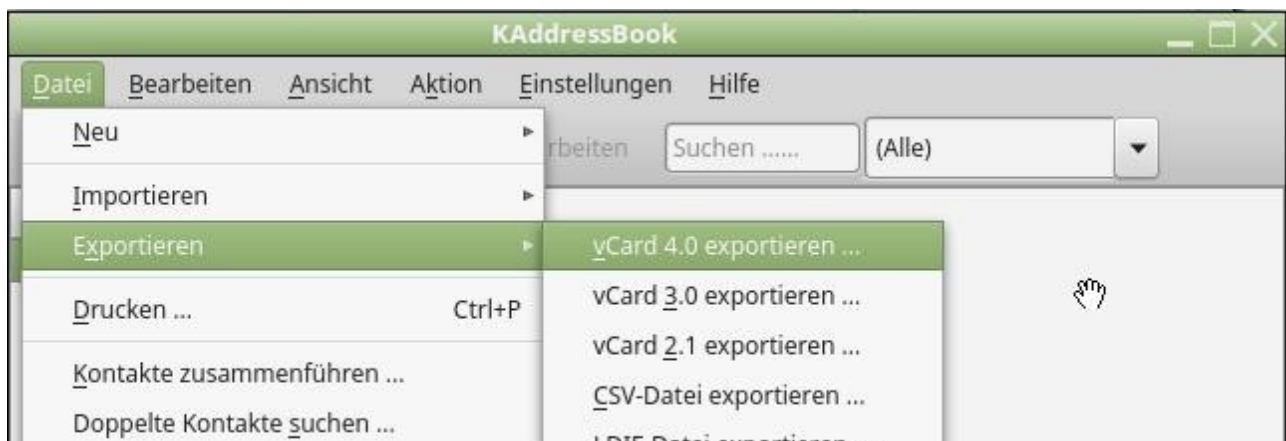 KAddressBook
Datei Bearbeiten Ansicht Aktion Einstellungen Hilfe
Neu
rbeiten Suchen ...... (Alle)
Importieren
Exportieren
vCard 4.0 exportieren ...
vCard 3.0 exportieren ...
Drucken ... Ctrl+P
vCard 2.1 exportieren ...
Kontakte zusammenführen ...
CSV-Datei exportieren ...
Doppelte Kontakte suchen ...